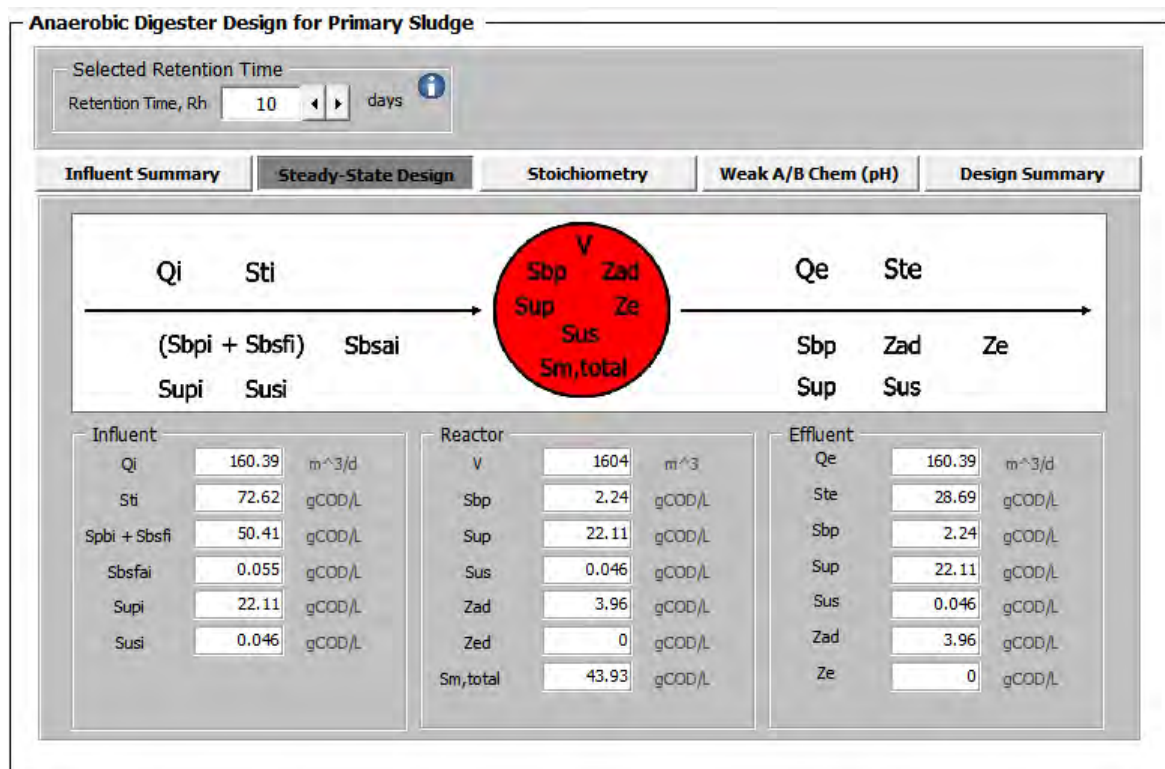 Anaerobic Digester Design for Primary Sludge
Selected Retention Time
Retention Time, Rh 10 days
Influent Summary Steady-State Design Stoichiometry Weak A/B Chem (pH) Design Summary
Qi Sti
(Sbpi + Sbsfi) Sbsai
Supi Susi
V
Sbp Zad
Sup Ze
Sus
Sm,total
Qe Ste
Sbp Zad Ze
Sup Sus
Influent
Qi 160.39 m^3/d
Sti 72.62 gCOD/L
Spbi + Sbsfi 50.41 gCOD/L
Sbsfai 0.055 gCOD/L
Supi 22.11 gCOD/L
Susi 0.046 gCOD/L
Reactor
V 1604 m^3
Sbp 2.24 gCOD/L
Sup 22.11 gCOD/L
Sus 0.046 gCOD/L
Zad 3.96 gCOD/L
Zed 0 gCOD/L
Sm,total 43.93 gCOD/L
Effluent
Qe 160.39 m^3/d
Ste 28.69 gCOD/L
Sbp 2.24 gCOD/L
Sup 22.11 gCOD/L
Sus 0.046 gCOD/L
Zad 3.96 gCOD/L
Ze 0 gCOD/L